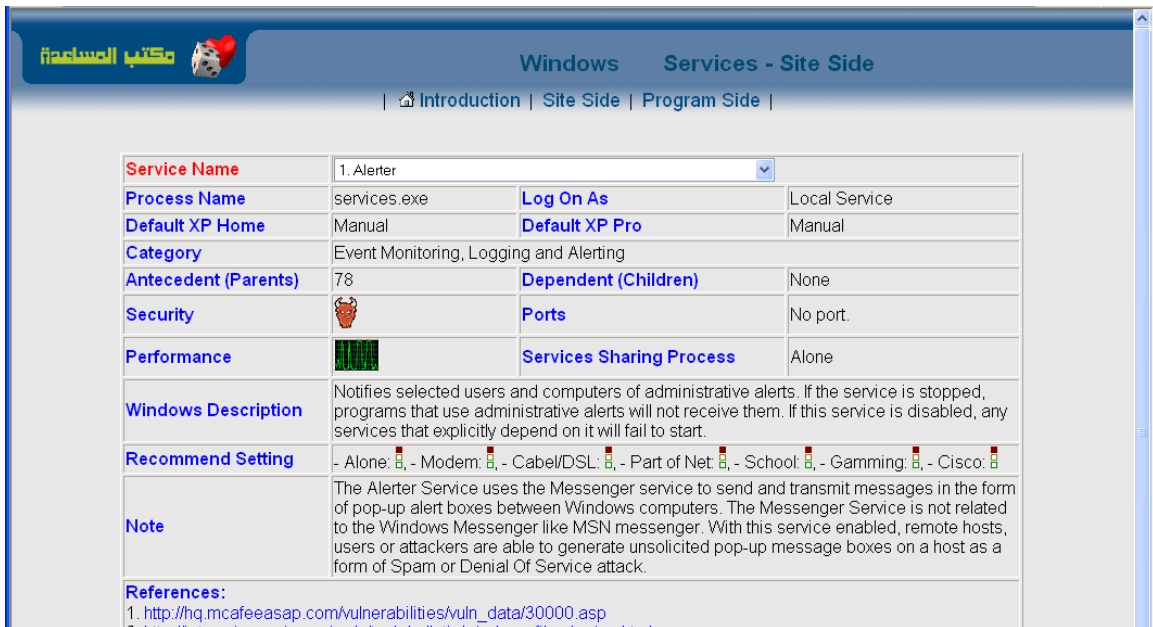 مكتب المساعدة
Windows Services - Site Side
| Introduction | Site Side | Program Side |
Service Name 1. Alerter
Process Name services.exe Log On As Local Service
Default XP Home Manual Default XP Pro Manual
Category Event Monitoring, Logging and Alerting
Antecedent (Parents) 78 Dependent (Children) None
Security Ports No port.
Performance Services Sharing Process Alone
Windows Description
Notifies selected users and computers of administrative alerts. If the service is stopped,
programs that use administrative alerts will not receive them. If this service is disabled, any
services that explicitly depend on it will fail to start.
Recommend Setting - Alone: , - Modem: , - Cabel/DSL: , - Part of Net: , - School: , - Gamming: , - Cisco:
Note
The Alerter Service uses the Messenger service to send and transmit messages in the form
of pop-up alert boxes between Windows computers. The Messenger Service is not related
to the Windows Messenger like MSN messenger. With this service enabled, remote hosts,
users or attackers are able to generate unsolicited pop-up message boxes on a host as a
form of Spam or Denial Of Service attack.
References:
1. http://hq.mcafeeasap.com/vulnerabilities/vuln_data/30000.asp